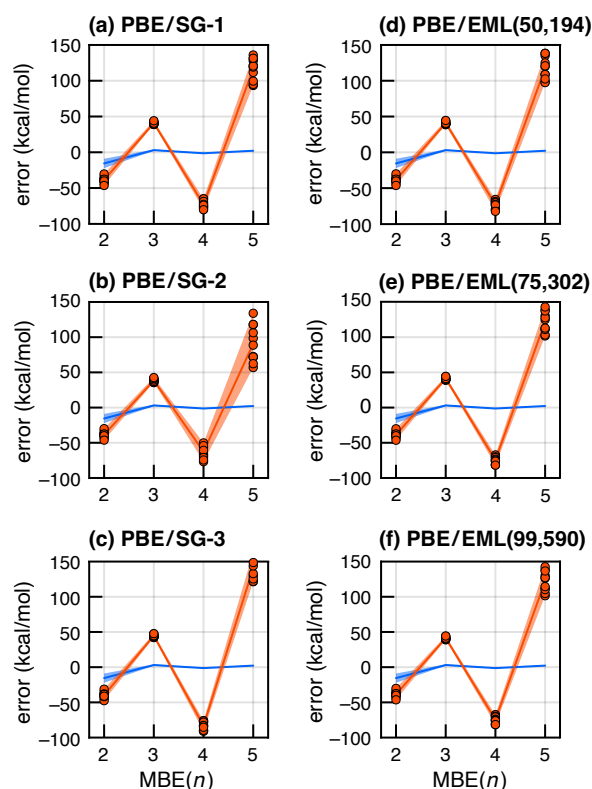 (a) PBE/SG-1
150
100
50
0
−50
−100
error (kcal/mol)
2 3 4 5
(d) PBE/EML(50,194)
150
100
50
0
−50
−100
error (kcal/mol)
2 3 4 5
(b) PBE/SG-2
150
100
50
0
−50
−100
error (kcal/mol)
2 3 4 5
(e) PBE/EML(75,302)
150
100
50
0
−50
−100
error (kcal/mol)
2 3 4 5
(c) PBE/SG-3
150
100
50
0
−50
−100
error (kcal/mol)
2 3 4 5
MBE(n)
(f) PBE/EML(99,590)
150
100
50
0
−50
−100
error (kcal/mol)
2 3 4 5
MBE(n)